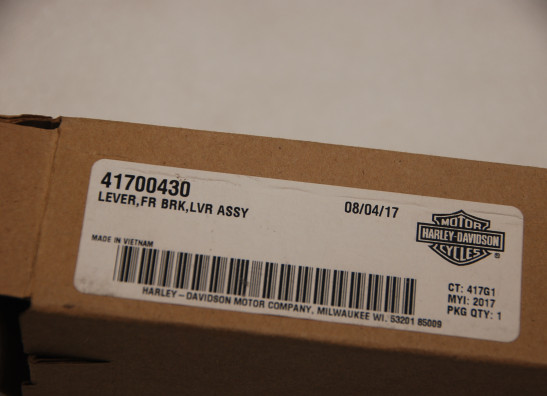 41700430
LEVER,FR BRK,LVR ASSY
08/04/17
MOTOR
HARLEY-DAVIDSON
CYCLES
®
MADE IN VIETNAM
CT: 417G1
MYI: 2017
PKG QTY: 1
HARLEY-DAVIDSON MOTOR COMPANY, MILWAUKEE WI. 53201 85009